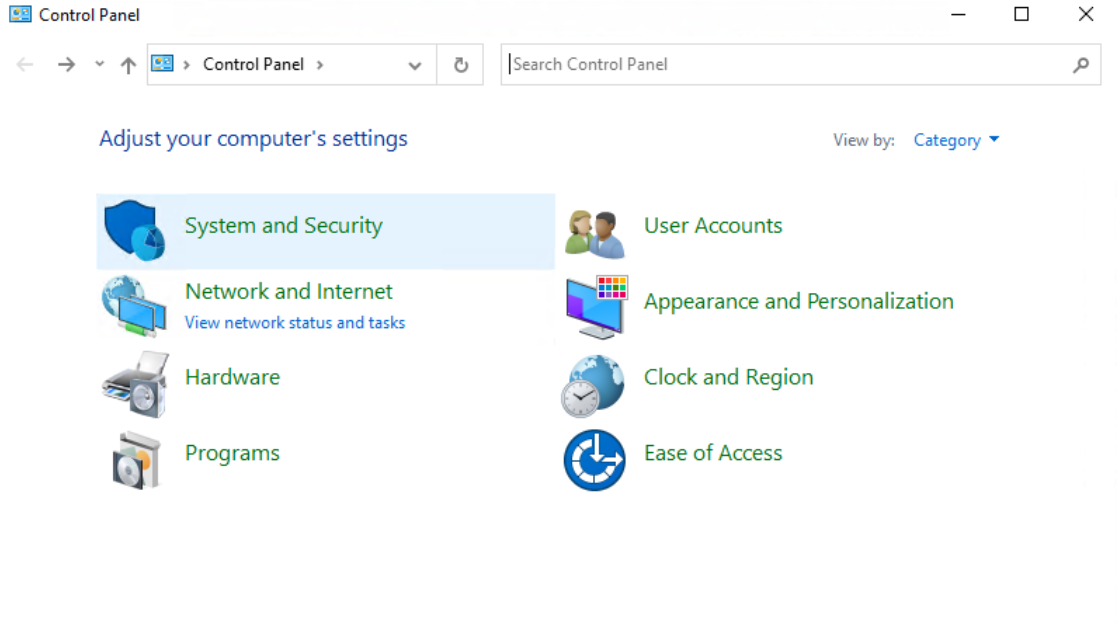 Control Panel
Control Panel
Search Control Panel
Adjust your computer's settings
View by: Category
System and Security
User Accounts
Network and Internet
View network status and tasks
Appearance and Personalization
Hardware
Clock and Region
Programs
Ease of Access